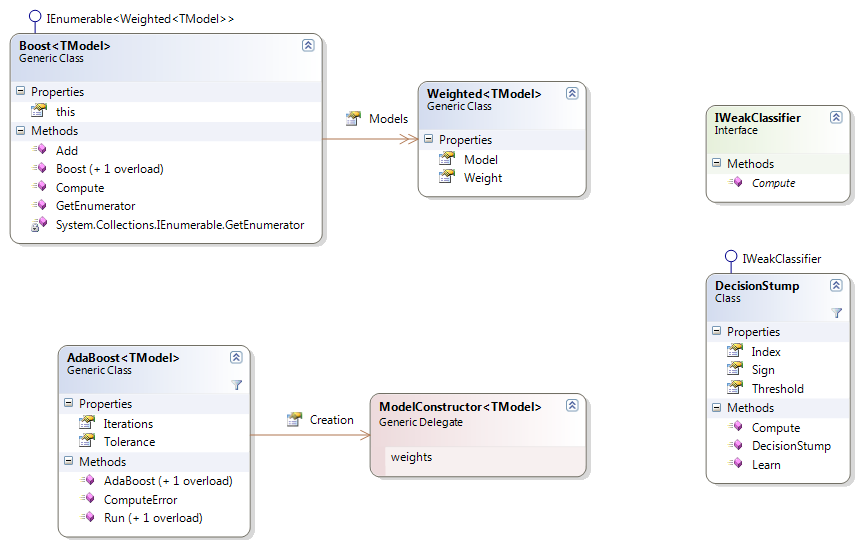 IEnumerable<Weighted<TModel>>
Boost<TModel>
Generic Class
Properties
this
Methods
Add
Boost (+ 1 overload)
Compute
GetEnumerator
System.Collections.IEnumerable.GetEnumerator
Models
Weighted<TModel>
Generic Class
Properties
Model
Weight
IWeakClassifier
Interface
Methods
Compute
IWeakClassifier
DecisionStump
Class
Properties
Index
Sign
Threshold
Methods
Compute
DecisionStump
Learn
AdaBoost<TModel>
Generic Class
Properties
Iterations
Tolerance
Methods
AdaBoost (+ 1 overload)
ComputeError
Run (+ 1 overload)
Creation
ModelConstructor<TModel>
Generic Delegate
weights